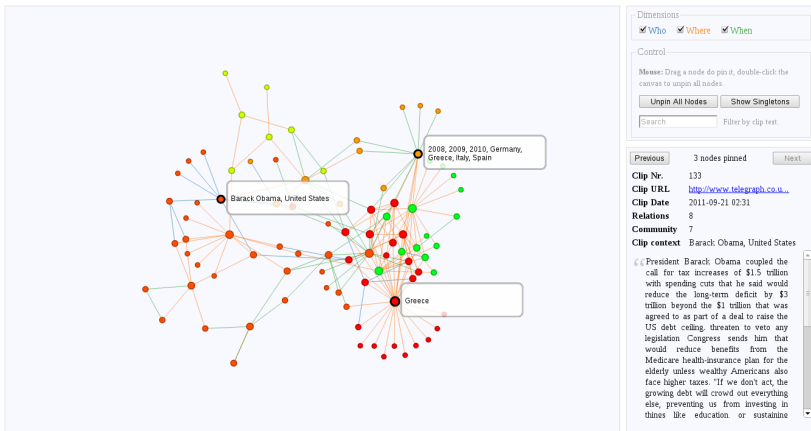 2008, 2009, 2010, Germany,
Greece, Italy, Spain
Barack Obama, United States
Greece
Dimensions
Who Where When
Control
Mouse: Drag a node do pin it, double-click the
canvas to unpin all nodes
Unpin All Nodes Show Singletons
Search Filter by clip text.
Previous 3 nodes pinned Next
Clip Nr. 133
Clip URL http://www.telegraph.co.u...
Clip Date 2011-09-21 02:31
Relations 8
Community 7
Clip context Barack Obama, United States
“ President Barack Obama coupled the
call for tax increases of $1.5 trillion
with spending cuts that he said would
reduce the long-term deficit by $3
trillion beyond the $1 trillion that was
agreed to as part of a deal to raise the
US debt ceiling. threaten to veto any
legislation Congress sends him that
would reduce benefits from the
Medicare health-insurance plan for the
elderly unless wealthy Americans also
face higher taxes. "If we don't act, the
growing debt will crowd out everything
else, preventing us from investing in
things like education, or sustaining